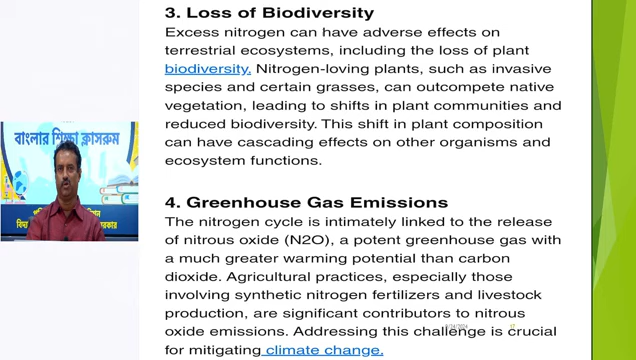 3. Loss of Biodiversity
Excess nitrogen can have adverse effects on
terrestrial ecosystems, including the loss of plant
biodiversity. Nitrogen-loving plants, such as invasive
species and certain grasses, can outcompete native
vegetation, leading to shifts in plant communities and
reduced biodiversity. This shift in plant composition
can have cascading effects on other organisms and
ecosystem functions.
বাংলার শিক্ষা ক্লাসরুম
4. Greenhouse Gas Emissions
The nitrogen cycle is intimately linked to the release
of nitrous oxide (N2O), a potent greenhouse gas with
a much greater warming potential than carbon
dioxide. Agricultural practices, especially those
involving synthetic nitrogen fertilizers and livestock
production, are significant contributors to nitrous
oxide emissions. Addressing this challenge is crucial
for mitigating climate change.
17